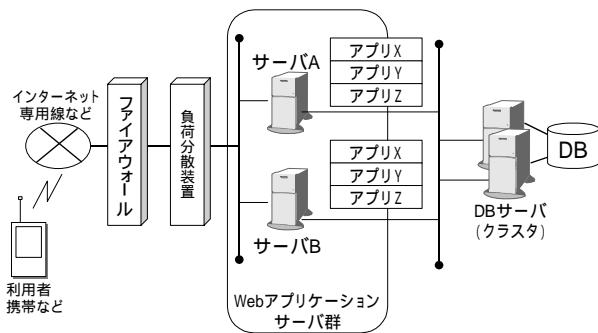 インターネット
専用線など
ファイアウォール
負荷分散装置
サーバA
アプリX
アプリY
アプリZ
サーバB
アプリX
アプリY
アプリZ
DB
DBサーバ
(クラスタ)
利用者
携帯など
Webアプリケーション
サーバ群